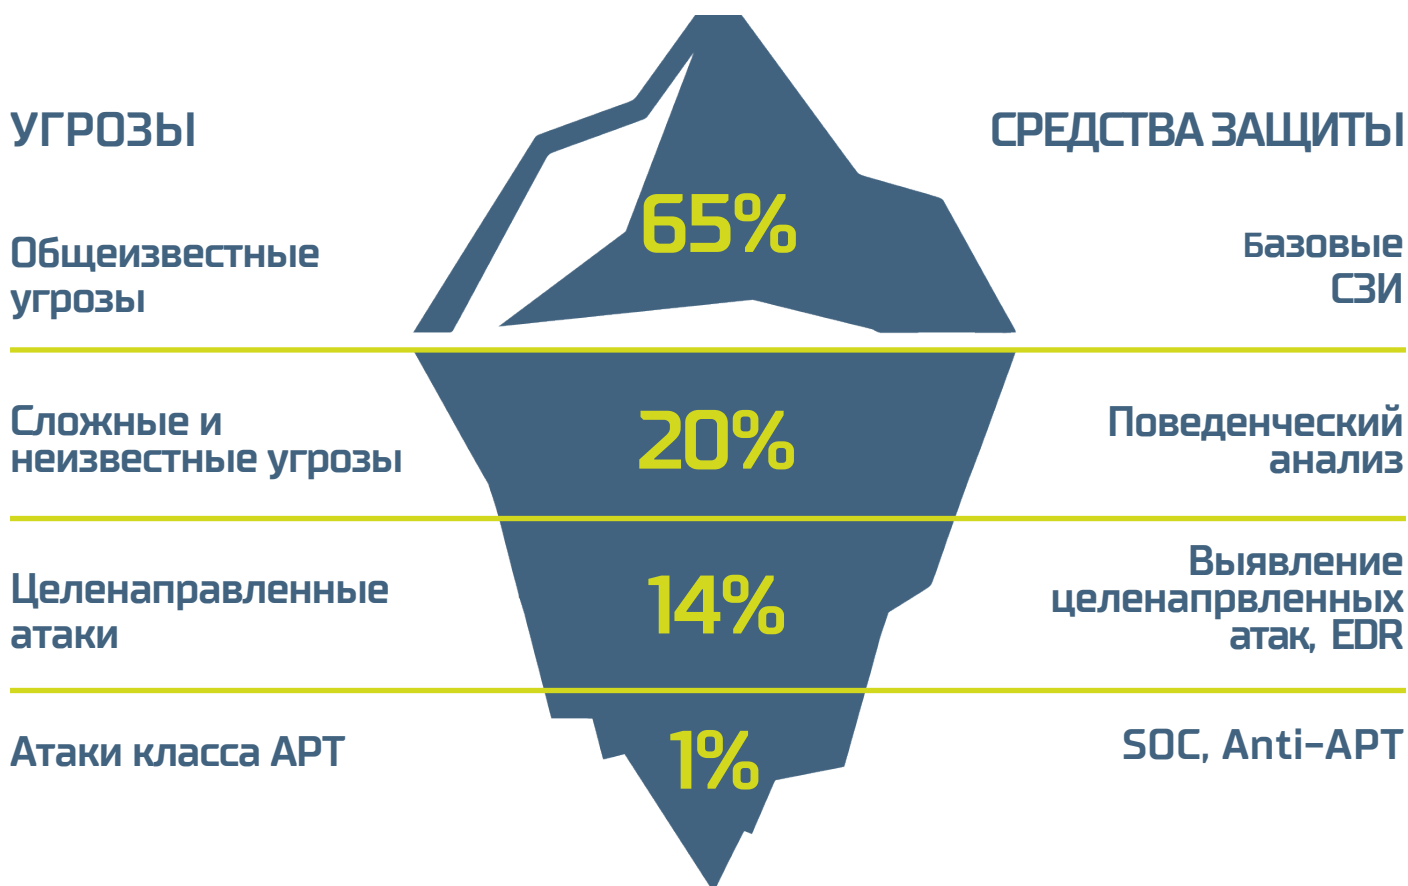 УГРОЗЫ
СРЕДСТВА ЗАЩИТЫ
Общеизвестные
угрозы
65%
Базовые
СЗИ
Сложные и
неизвестные угрозы
20%
Поведенческий
анализ
Целенаправленные
атаки
14%
Выявление
целенапрвленных
атак, EDR
Атаки класса APT
1%
SOC, Anti-APT